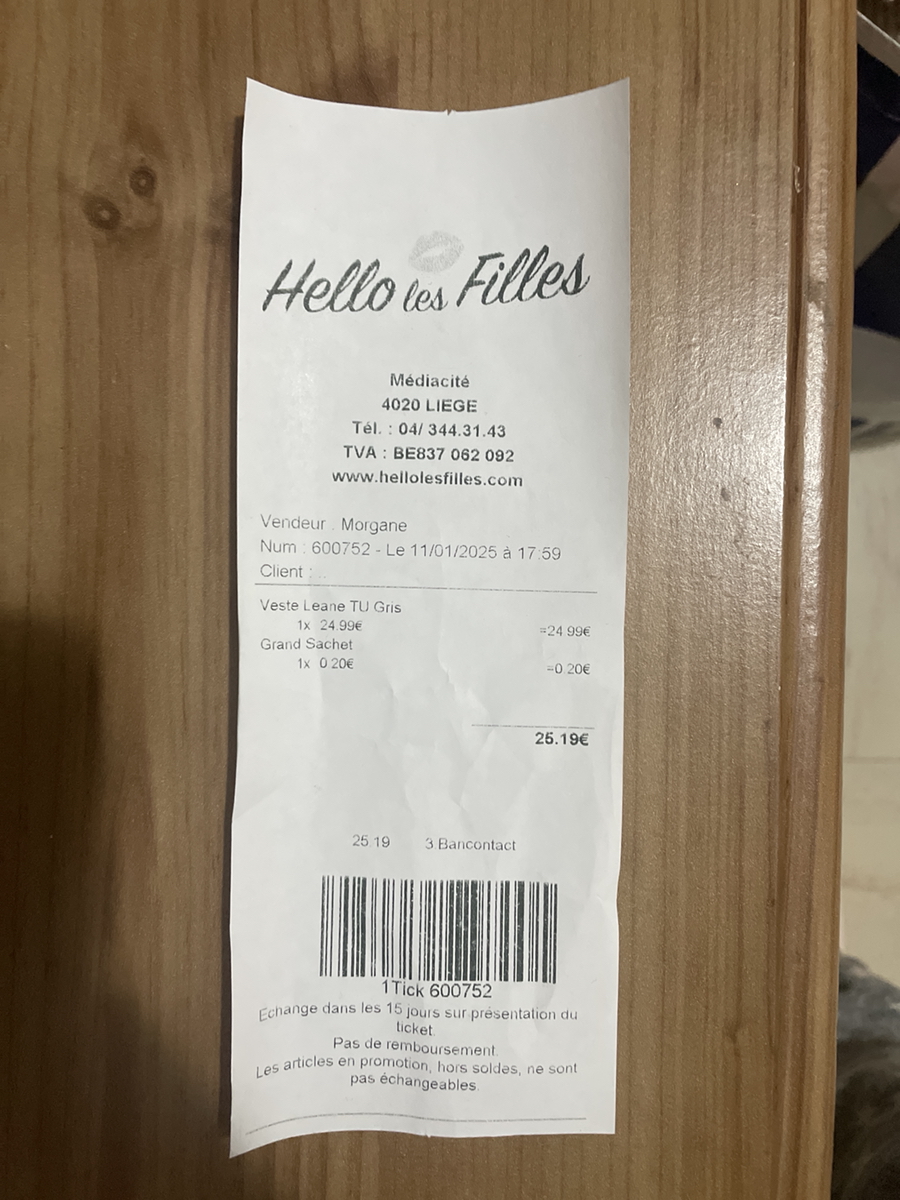 Hello les Filles
Médiacité
4020 LIEGE
Tél. : 04/ 344.31.43
TVA : BE837 062 092
www.hellolesfilles.com
Vendeur : Morgane
Num : 600752 - Le 11/01/2025 à 17:59
Client : ..
Veste Leane TU Gris
1x 24.99€ =24.99€
Grand Sachet
1x 0.20€ =0.20€
25.19€
25.19 3.Bancontact
1Tick 600752
Echange dans les 15 jours sur présentation du
ticket.
Pas de remboursement.
Les articles en promotion, hors soldes, ne sont
pas échangeables.